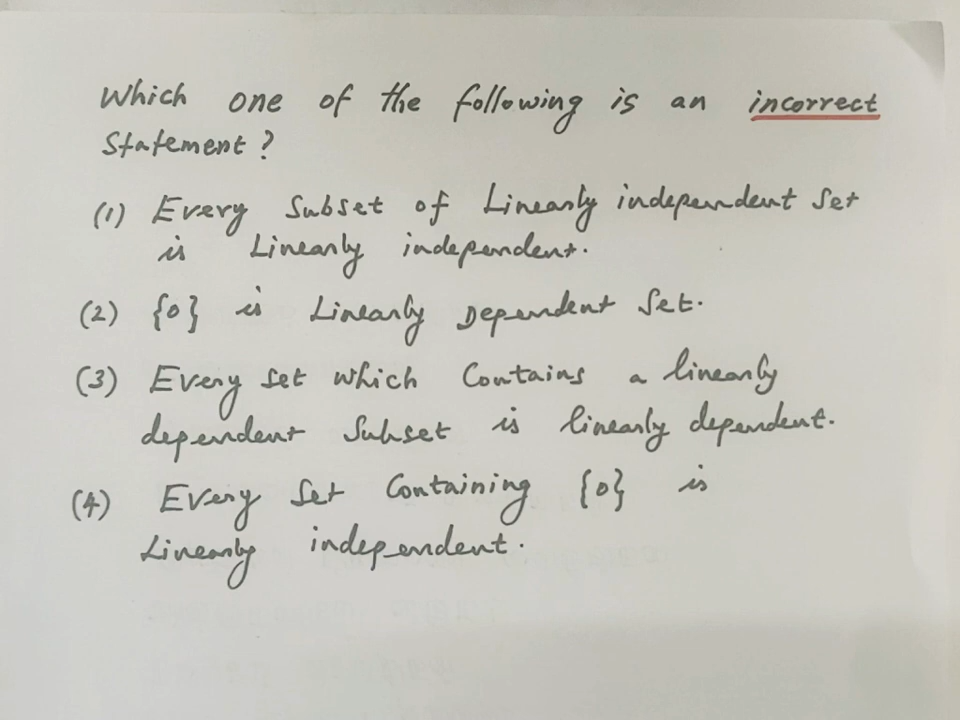 Which one of the following is an incorrect
Statement?
(1) Every Subset of Linearly independent Set
is Linearly independent.
(2) {0} is Linearly Dependent Set.
(3) Every Set which Contains a linearly
dependent Subset is linearly dependent.
(4) Every Set Containing {0} is
Linearly independent.